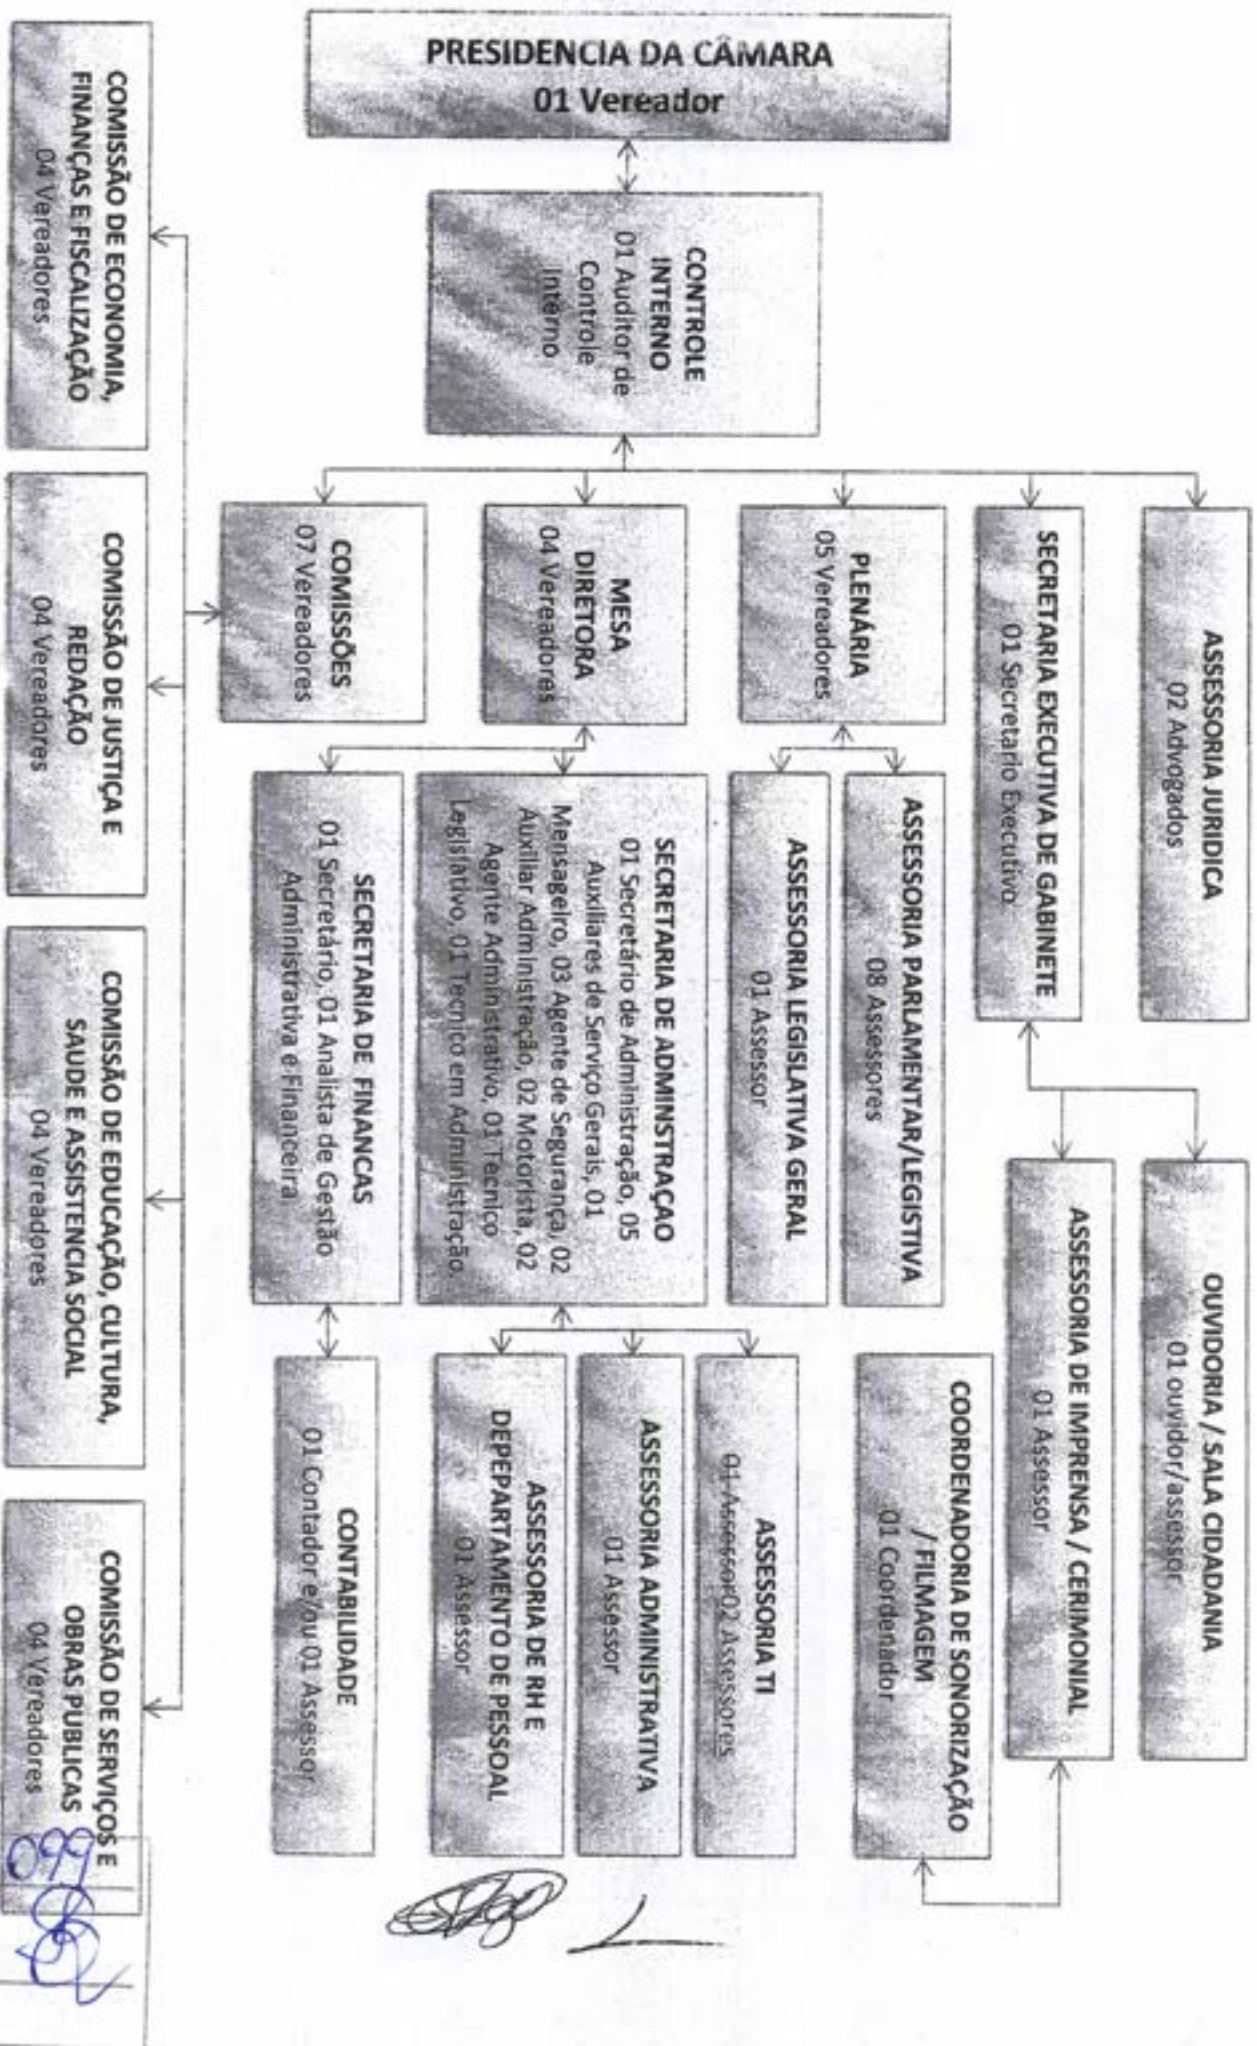 PRESIDENCIA DA CÂMARA
01 Vereador
CONTROLE
INTERNO
01 Auditor de
Controle
Interno
ASSESSORIA JURIDICA
02 Advogados
SECRETARIA EXECUTIVA DE GABINETE
01 Secretario Executivo
PLENÁRIA
05 Vereadores
MESA
DIRETORA
04 Vereadores
COMISSÕES
07 Vereadores
OUVIDORIA / SALA CIDADANIA
01 ouvidor/assessor
ASSESSORIA DE IMPRENSA / CERIMONIAL
01 Assessor
COORDENADORIA DE SONORIZAÇÃO
/ FILMAGEM
01 Coordenador
ASSESSORIA PARLAMENTAR/LEGISTIVA
08 Assessores
ASSESSORIA LEGISLATIVA GERAL
01 Assessor
SECRETARIA DE ADMINSTRAÇAO
01 Secretário de Administração, 05
Auxiliares de Serviço Gerais, 01
Mensageiro, 03 Agente de Segurança, 02
Auxiliar Administração, 02 Motorista, 02
Agente Administrativo, 01 Tecnico
Legislativo, 01 Tecnico em Administração.
SECRETARIA DE FINANCAS
01 Secretário, 01 Analista de Gestão
Administrativa e Financeira.
ASSESSORIA TI
01 Assessor02 Assessores
ASSESSORIA ADMINISTRATIVA
01 Assessor
ASSESSORIA DE RH E
DEPEPARTAMENTO DE PESSOAL
01 Assessor
CONTABILIDADE
01 Contador e/ou 01 Assessor
COMISSÃO DE ECONOMIA,
FINANÇAS E FISCALIZAÇÃO
04 Vereadores
COMISSÃO DE JUSTIÇA E
REDAÇÃO
04 Vereadores
COMISSÃO DE EDUCAÇÃO, CULTURA,
SAUDE E ASSISTENCIA SOCIAL
04 Vereadores
COMISSÃO DE SERVIÇOS E
OBRAS PUBLICAS
04 Vereadores
099